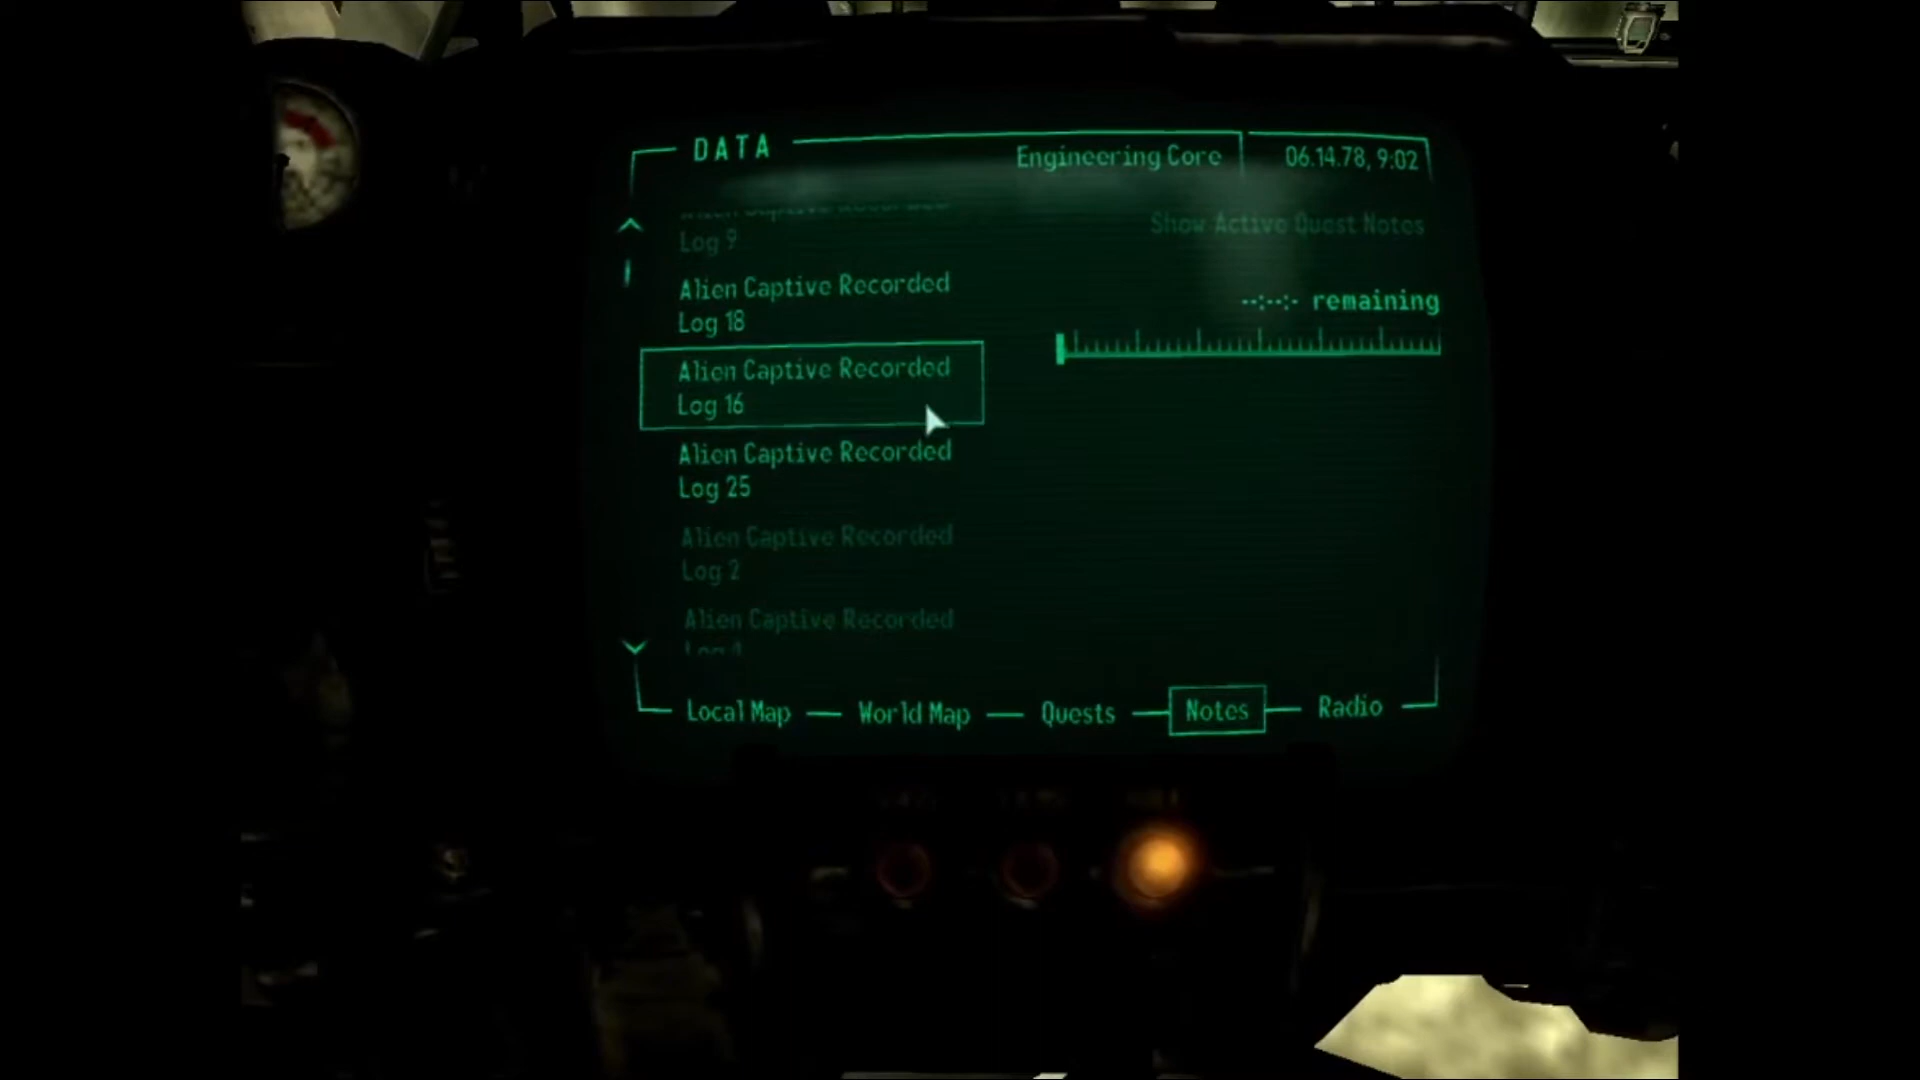 DATA
Engineering Core
06.14.78, 9:02
Show Active Quest Notes
Log 9
Alien Captive Recorded
Log 18
--:--:- remaining
Alien Captive Recorded
Log 16
Alien Captive Recorded
Log 25
Alien Captive Recorded
Log 2
Alien Captive Recorded
Log 4
Local Map
World Map
Quests
Notes
Radio